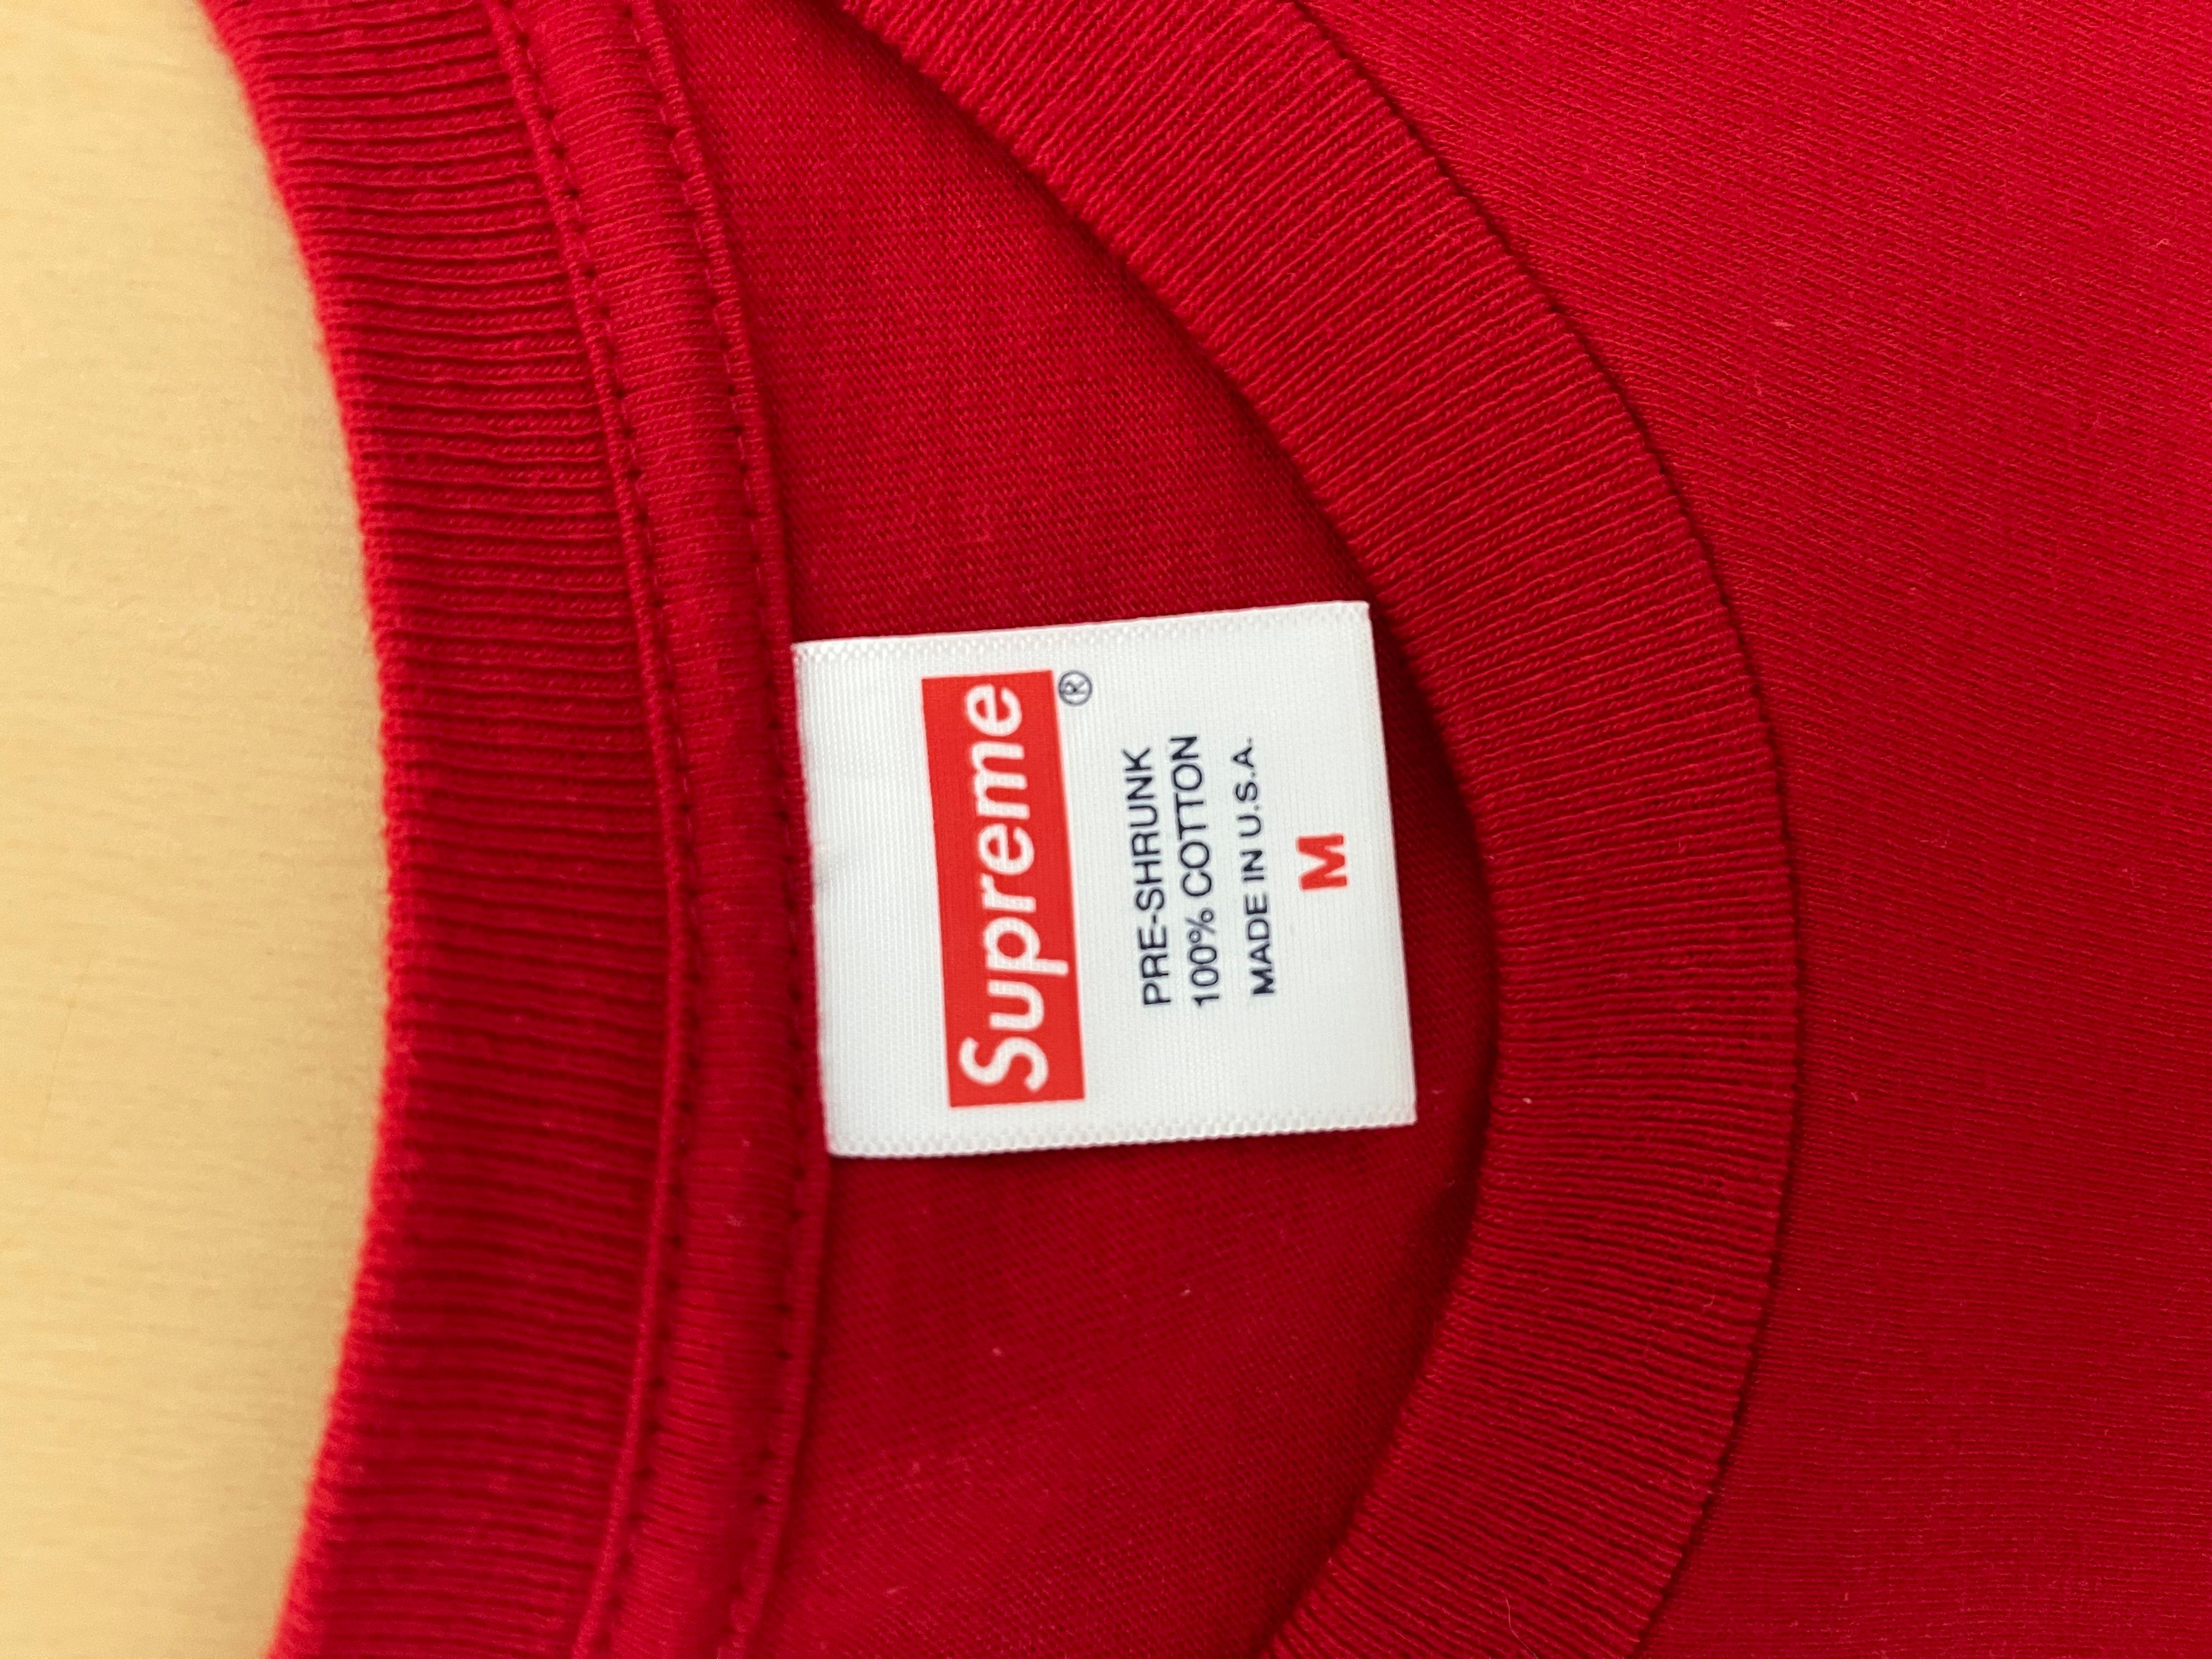 Supreme®
PRE-SHRUNK
100% COTTON
MADE IN U.S.A.
M